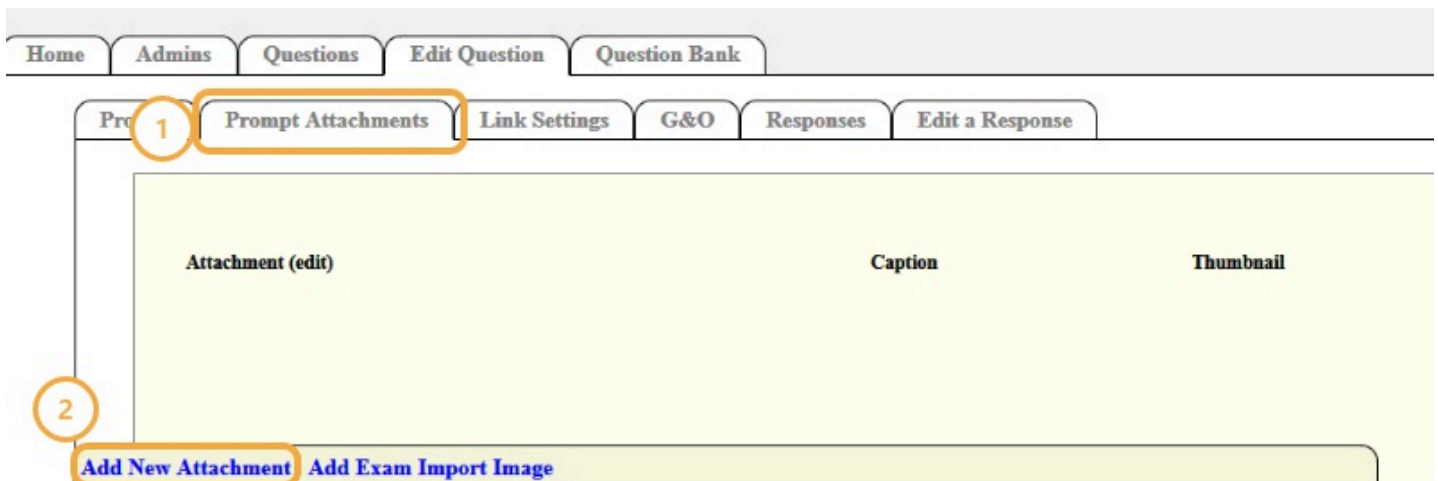 Home Admins Questions Edit Question Question Bank
1 Prompt Attachments Link Settings G&O Responses Edit a Response
Attachment (edit) Caption Thumbnail
2
Add New Attachment Add Exam Import Image